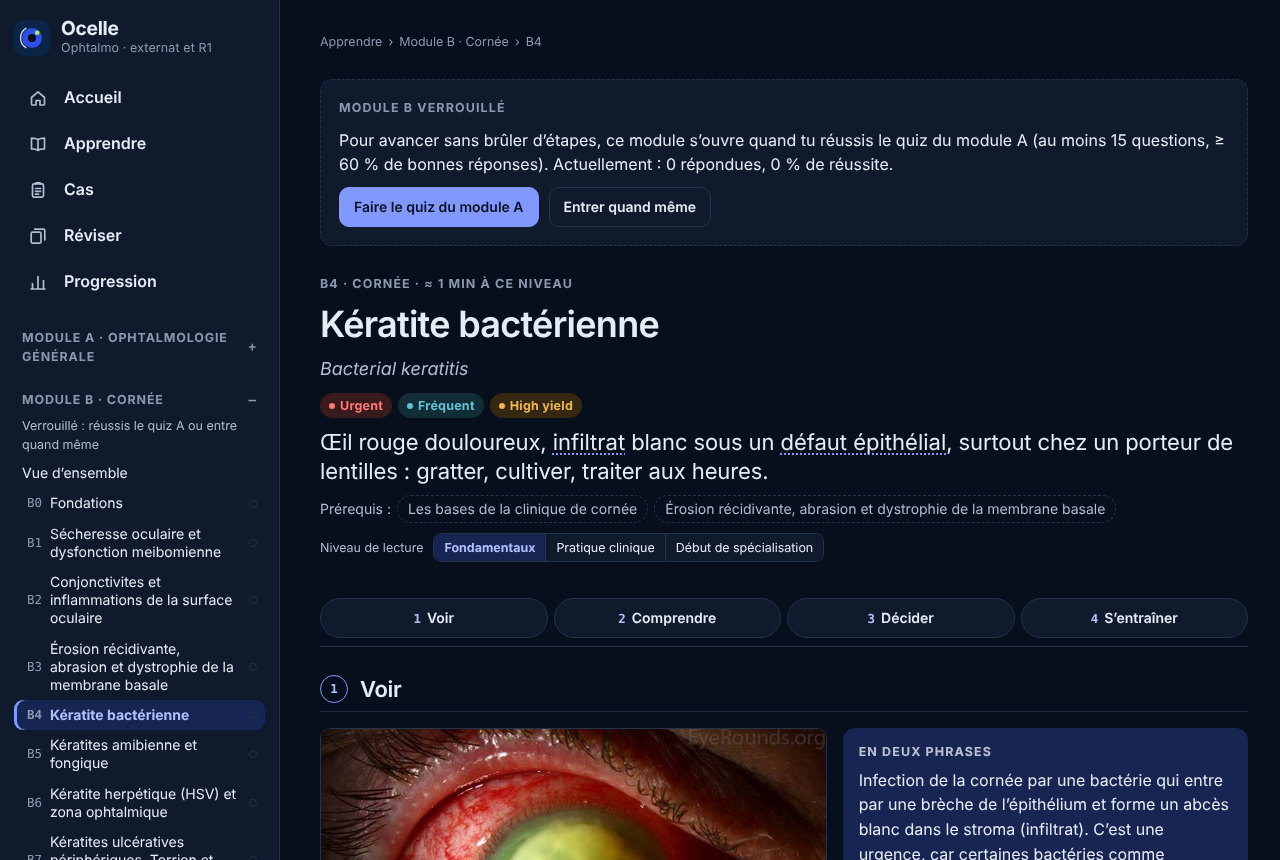 Ocelle
Ophtalmo · externat et R1
Accueil
Apprendre
Cas
Réviser
Progression
MODULE A · OPHTALMOLOGIE
GÉNÉRALE
+
MODULE B · CORNÉE
–
Verrouillé : réussis le quiz A ou entre
quand même
Vue d’ensemble
B0 Fondations
B1 Sécheresse oculaire et
dysfonction meibomienne
B2 Conjonctivites et
inflammations de la surface
oculaire
B3 Érosion récidivante,
abrasion et dystrophie de la
membrane basale
B4 Kératite bactérienne
B5 Kératites amibienne et
fongique
B6 Kératite herpétique (HSV) et
zona ophtalmique
B7 Kératites ulcératives
périphériques, Terrien et
Apprendre › Module B · Cornée › B4
MODULE B VERROUILLÉ
Pour avancer sans brûler d’étapes, ce module s’ouvre quand tu réussis le quiz du module A (au moins 15 questions, ≥
60 % de bonnes réponses). Actuellement : 0 répondues, 0 % de réussite.
Faire le quiz du module A
Entrer quand même
B4 · CORNÉE · ≈ 1 MIN À CE NIVEAU
Kératite bactérienne
Bacterial keratitis
Urgent
Fréquent
High yield
Œil rouge douloureux, infiltrat blanc sous un défaut épithélial, surtout chez un porteur de
lentilles : gratter, cultiver, traiter aux heures.
Prérequis : Les bases de la clinique de cornée Érosion récidivante, abrasion et dystrophie de la membrane basale
Niveau de lecture Fondamentaux Pratique clinique Début de spécialisation
1 Voir
2 Comprendre
3 Décider
4 S’entraîner
1 Voir
EyeRounds.org
EN DEUX PHRASES
Infection de la cornée par une bactérie qui entre
par une brèche de l’épithélium et forme un abcès
blanc dans le stroma (infiltrat). C’est une
urgence, car certaines bactéries comme